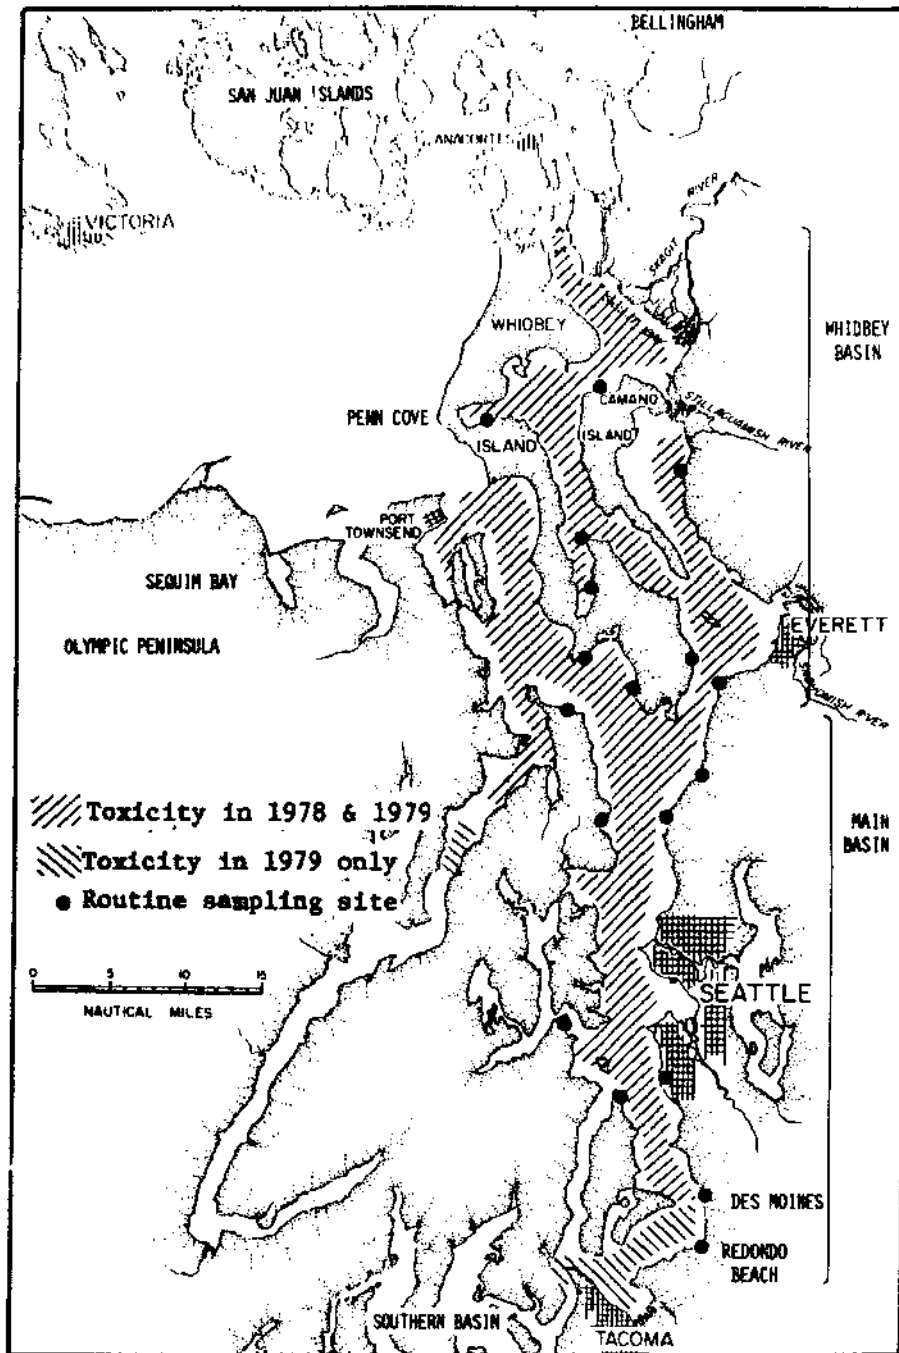 BELLINGHAM
SAN JUAN ISLANDS
ANACORTES
VICTORIA
RIVER
SKAGIT
WHIDBEY
WHIDBEY
BASIN
CAMANO
PENN COVE
STILLAGUAMISH RIVER
ISLAND
ISLAND
PORT
TOWNSEND
SEQUIM BAY
OLYMPIC PENINSULA
EVERETT
RIVER
Toxicity in 1978 & 1979
MAIN
BASIN
Toxicity in 1979 only
Routine sampling site
0 5 10 15
NAUTICAL MILES
SEATTLE
DES MOINES
REDONDO
BEACH
SOUTHERN BASIN
TACOMA